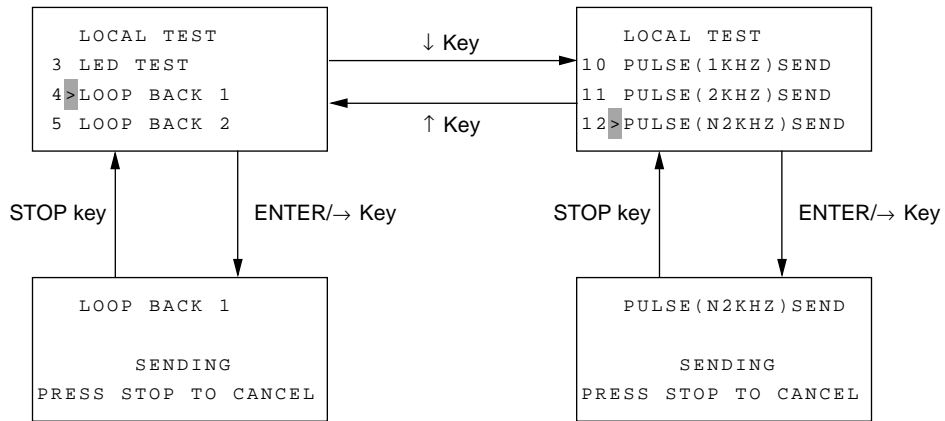 LOCAL TEST
3 LED TEST
4>LOOP BACK 1
5 LOOP BACK 2
↓ Key
↑ Key
LOCAL TEST
10 PULSE(1KHZ)SEND
11 PULSE(2KHZ)SEND
12>PULSE(N2KHZ)SEND
STOP key
ENTER/→ Key
STOP key
ENTER/→ Key
LOOP BACK 1
SENDING
PRESS STOP TO CANCEL
PULSE(N2KHZ)SEND
SENDING
PRESS STOP TO CANCEL